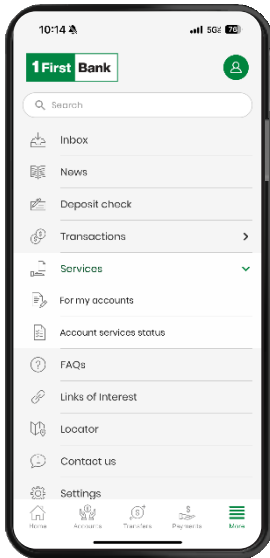 10:14
5GE 76
1First Bank
Search
Inbox
News
Deposit check
Transactions
Services
For my accounts
Account services status
FAQs
Links of Interest
Locator
Contact us
Settings
Home Accounts Transfers Payments More